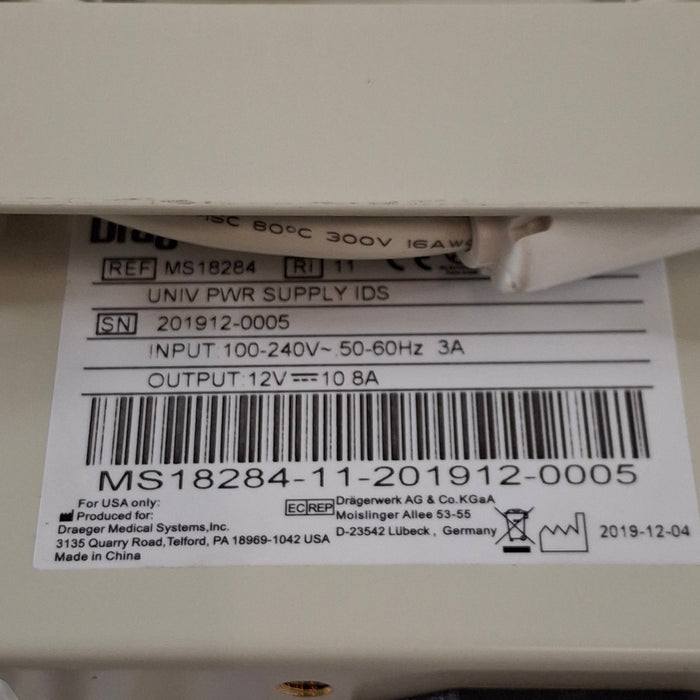 ISC 80°C 300V 16AWG
Dräg
REF MS18284 RI 11 CE
UNIV PWR SUPPLY IDS
SN 201912-0005
INPUT:100-240V~,50-60Hz 3A
OUTPUT:12V⎓10.8A
MS18284-11-201912-0005
For USA only:
Produced for:
Draeger Medical Systems,Inc.
3135 Quarry Road,Telford, PA 18969-1042 USA
Made in China
EC REP Drägerwerk AG & Co.KGaA
Moislinger Allee 53-55
D-23542 Lübeck, Germany
2019-12-04